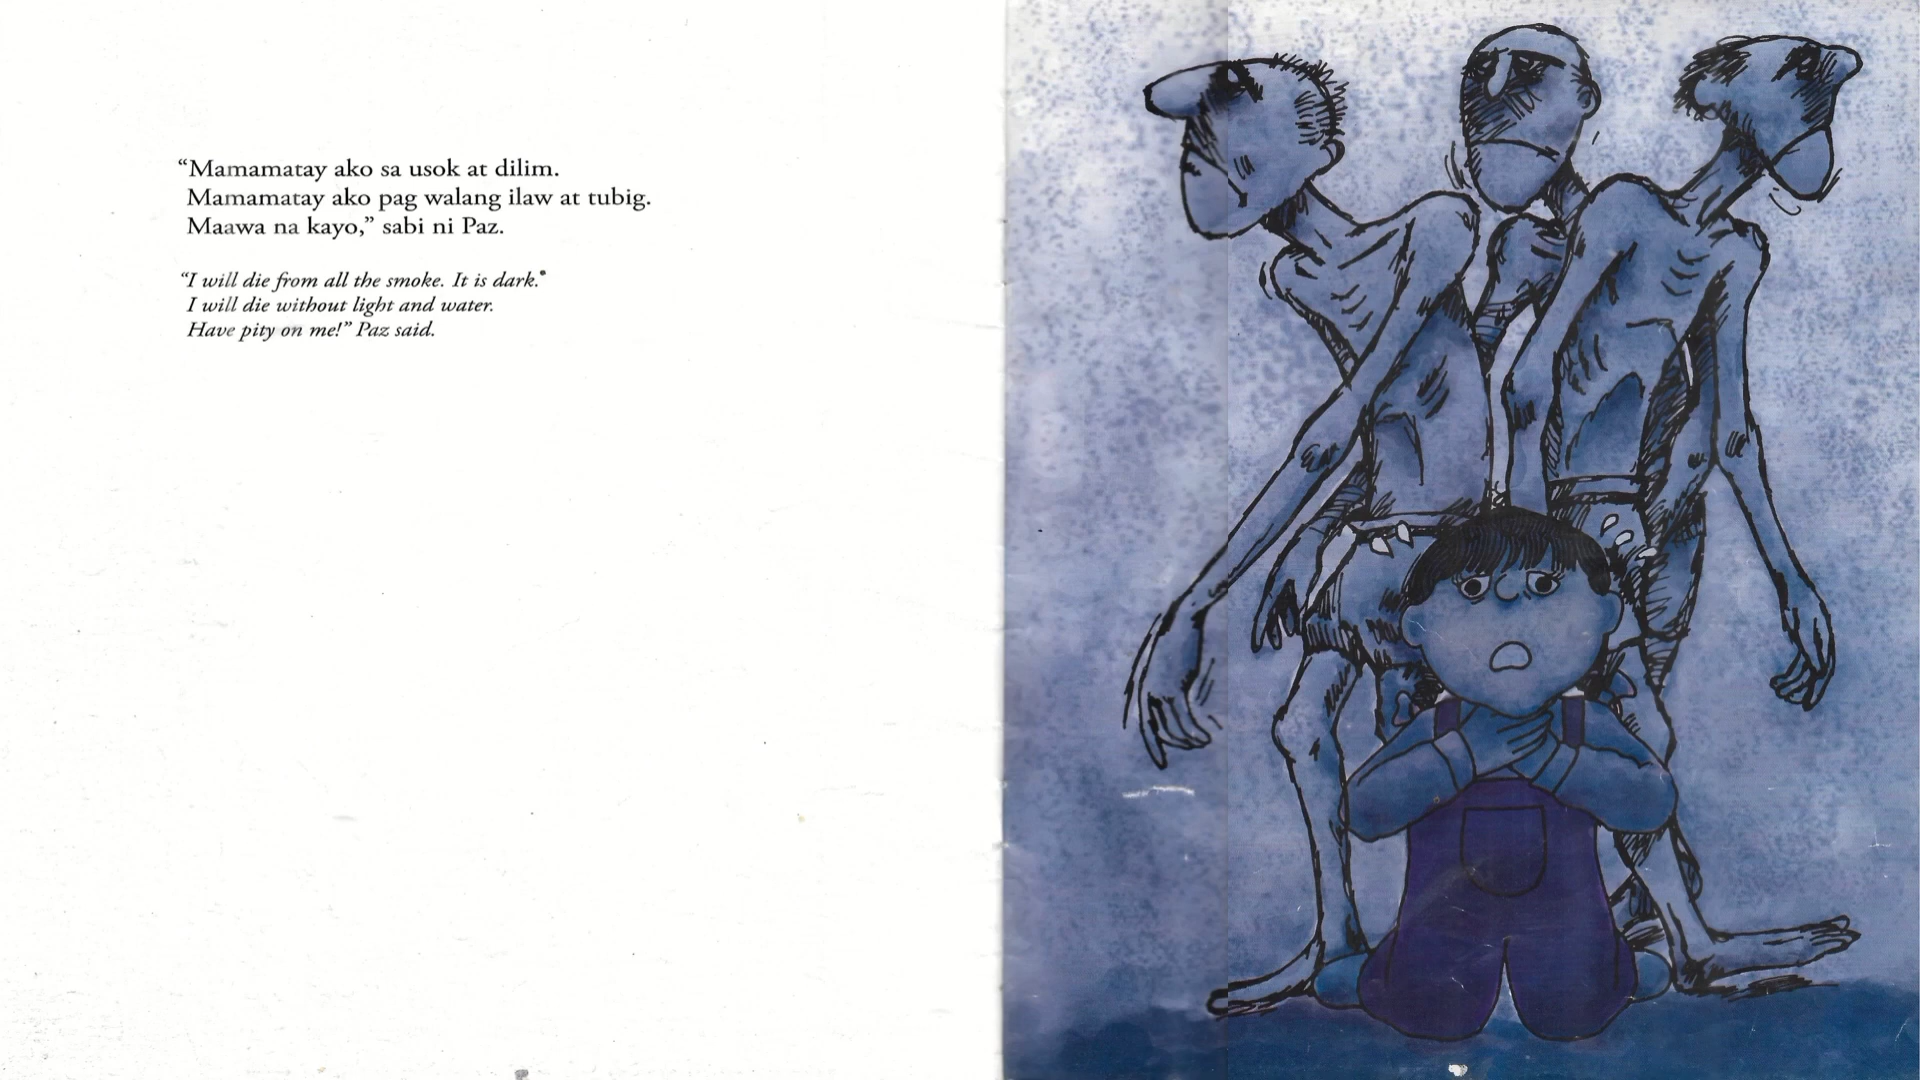 “Mamamatay ako sa usok at dilim.
Mamamatay ako pag walang ilaw at tubig.
Maawa na kayo,” sabi ni Paz.
“I will die from all the smoke. It is dark.”
I will die without light and water.
Have pity on me!” Paz said.